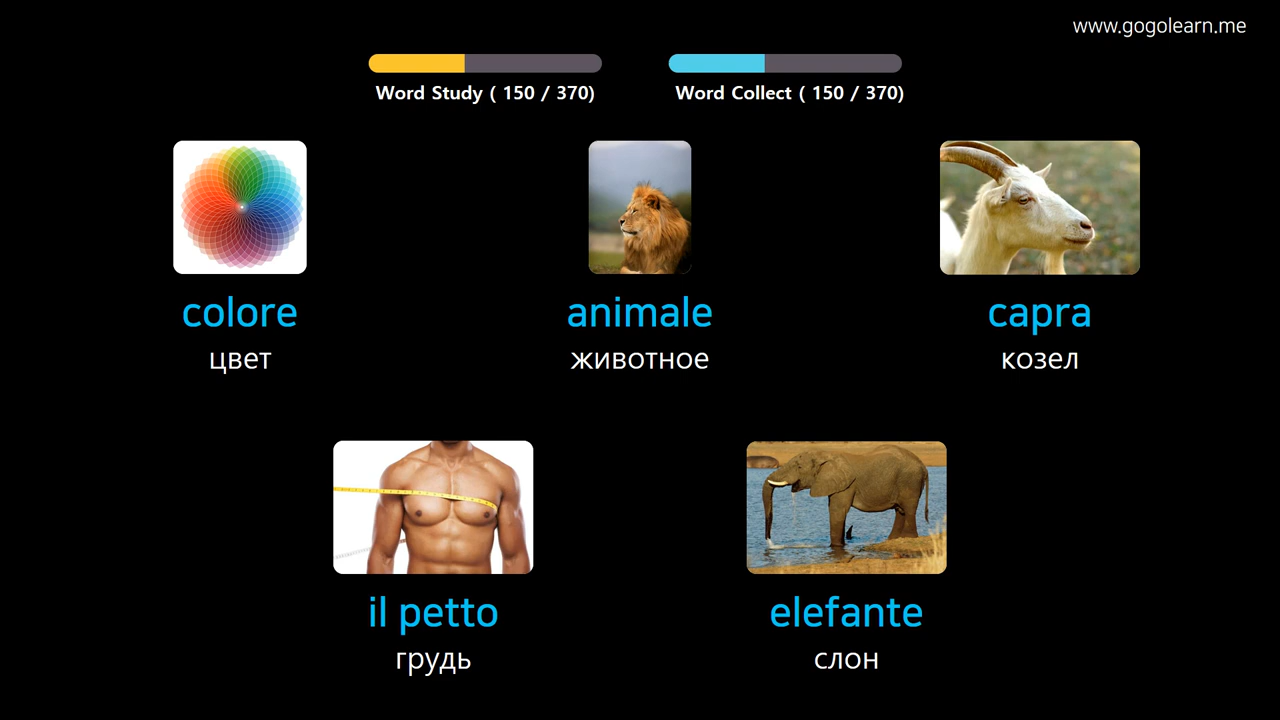 www.gogolearn.me
Word Study ( 150 / 370)
Word Collect ( 150 / 370)
colore
animale
capra
цвет
животное
козел
il petto
elefante
грудь
слон